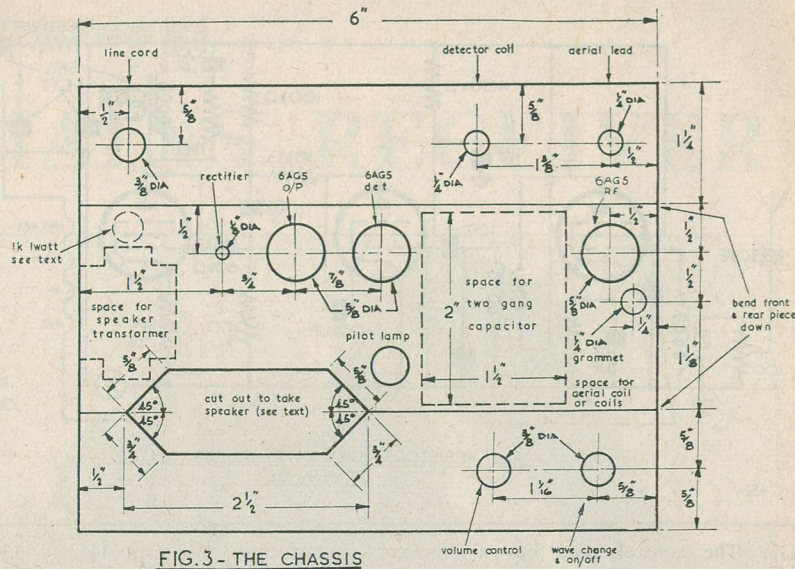 6"
line cord
detector coil
aerial lead
1/2"
5/8"
5/8"
1/4" DIA
1 1/4"
3/8" DIA
1/4" DIA
1 3/8"
1/2"
rectifier
6AG5
O/P
6AG5
det
6AG5
RF
1/2"
1k 1watt
see text
1/2"
1/8" DIA
1/2"
1 1/2"
3/4"
7/8"
5/8" DIA
space for
two gang
capacitor
2"
5/8" DIA
1/2"
bend front
& rear piece
down
space for
speaker
transformer
pilot lamp
1/4" DIA
grommet
1/4"
1 1/8"
5/8"
5/8"
1 1/2"
space for
aerial coil
or coils
45°
45°
cut out to take
speaker (see text)
45°
45°
3/4"
3/4"
3/8" DIA
5/8"
1/2"
2 1/2"
1 1/16"
5/8"
5/8"
volume control
wave change
& on/off
FIG. 3 - THE CHASSIS